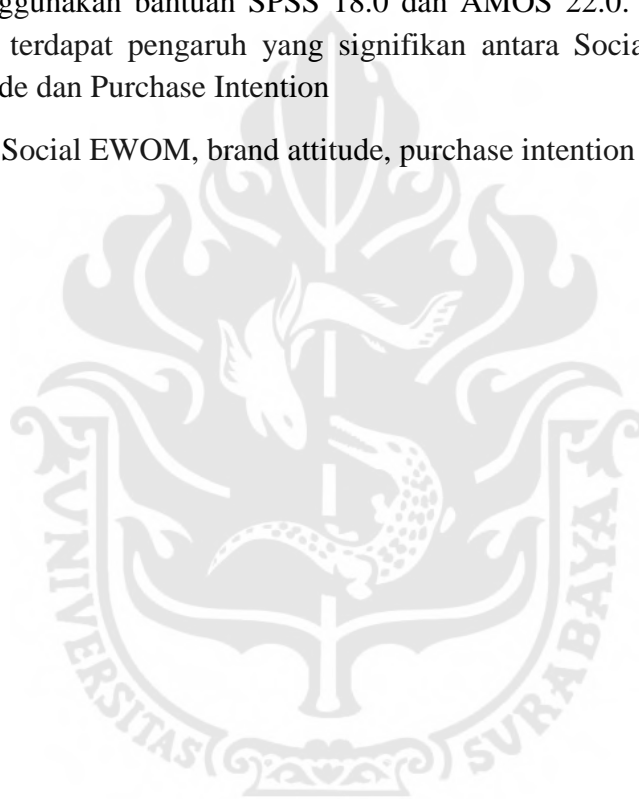 ggunakan bantuan SPSS 18.0 dan AMOS 22.0.
terdapat pengaruh yang signifikan antara Socia
de dan Purchase Intention
Social EWOM, brand attitude, purchase intention
UNIVERSITAS SURABAYA